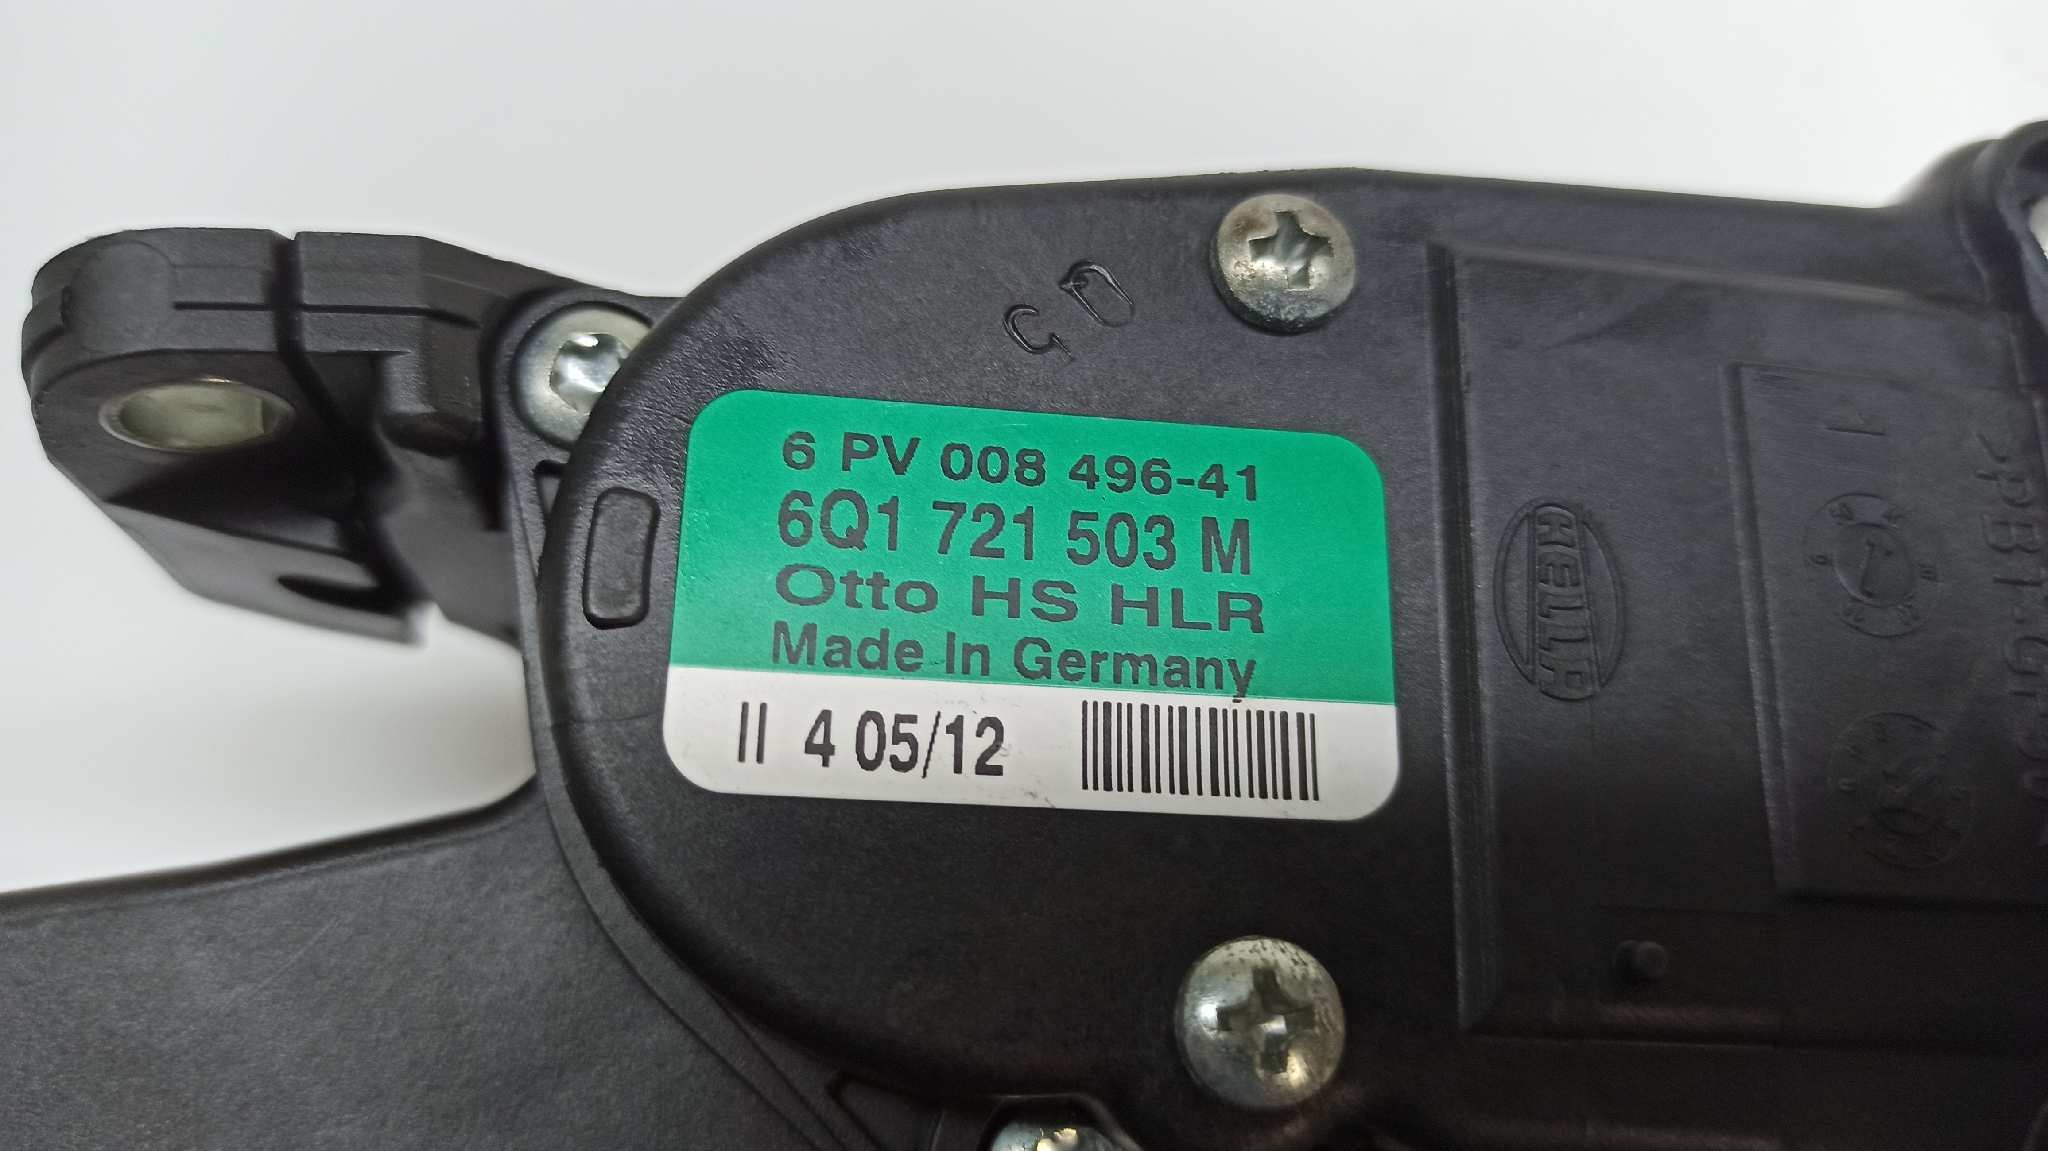 6 PV 008 496-41
6Q1 721 503 M
Otto HS HLR
Made In Germany
II 4 05/12
HELLA